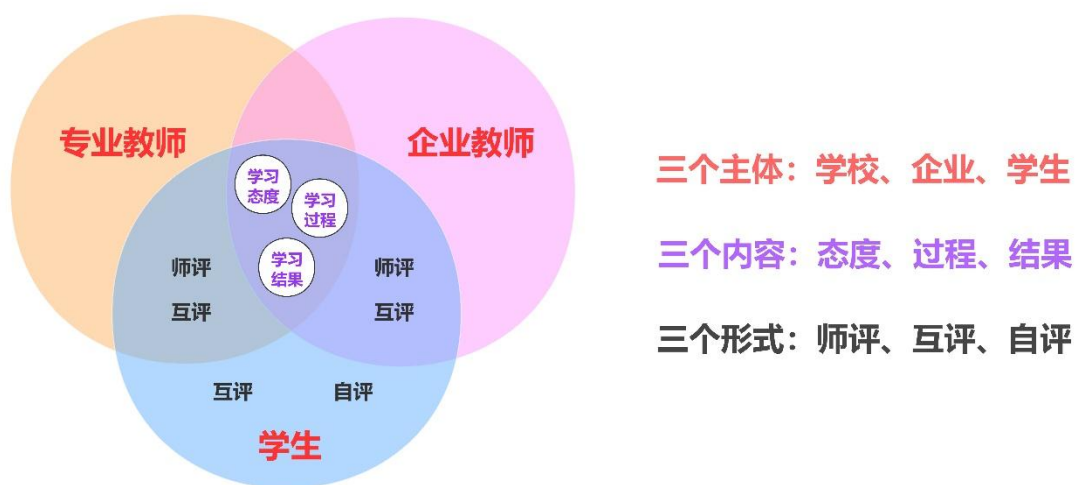 专业教师
企业教师
学习
态度
学习
过程
学习
结果
师评
互评
师评
互评
互评
自评
学生
三个主体：学校、企业、学生
三个内容：态度、过程、结果
三个形式：师评、互评、自评